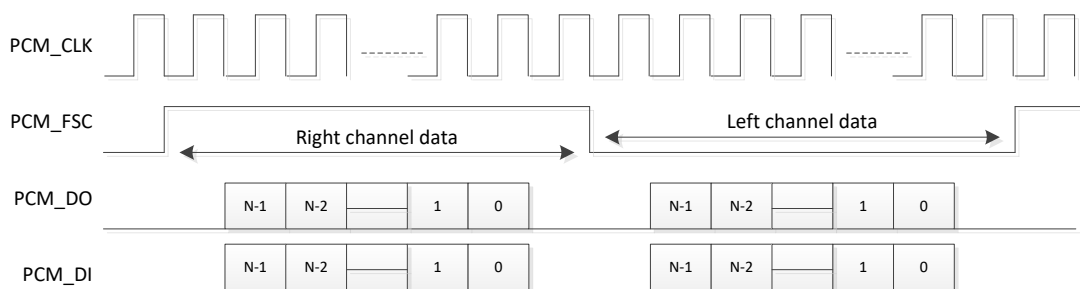 PCM_CLK
PCM_FSC
Right channel data
Left channel data
PCM_DO
N-1 N-2 1 0 N-1 N-2 1 0
PCM_DI
N-1 N-2 1 0 N-1 N-2 1 0